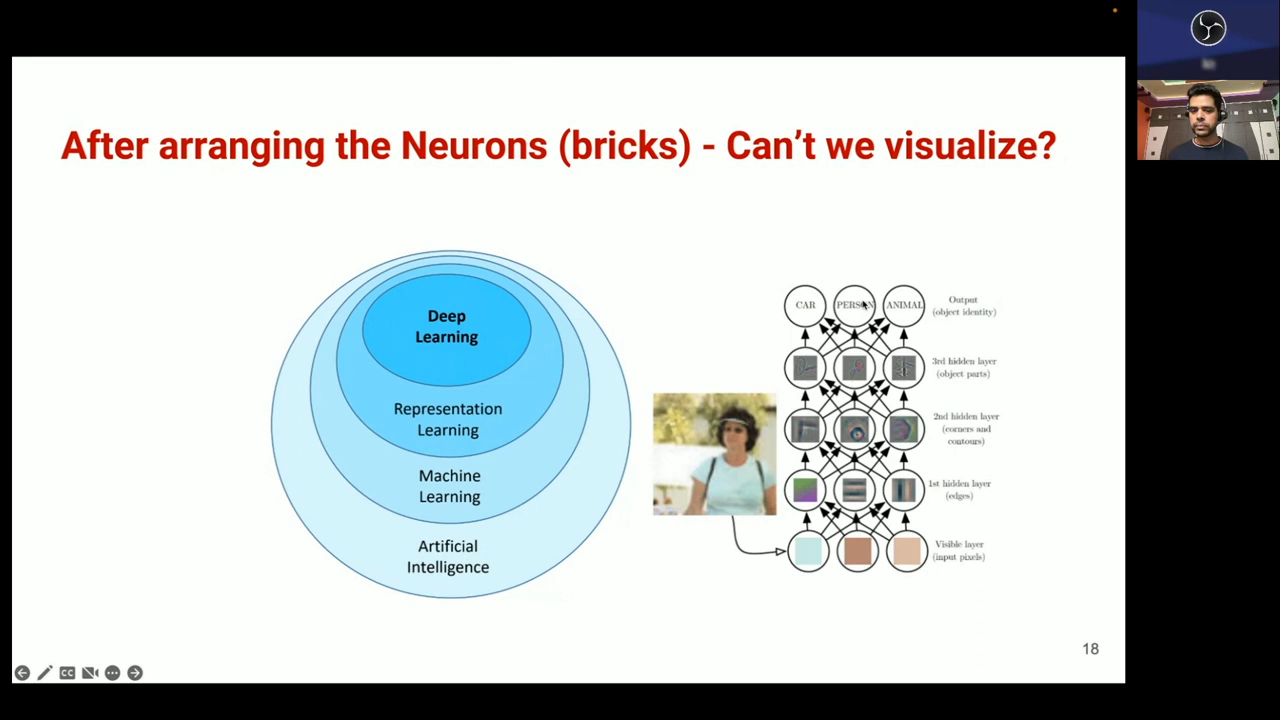 After arranging the Neurons (bricks) - Can't we visualize?
Deep
Learning
Representation
Learning
Machine
Learning
Artificial
Intelligence
CAR
PERSON
ANIMAL
Output
(object identity)
3rd hidden layer
(object parts)
2nd hidden layer
(corners and
contours)
1st hidden layer
(edges)
Visible layer
(input pixels)
18
CC